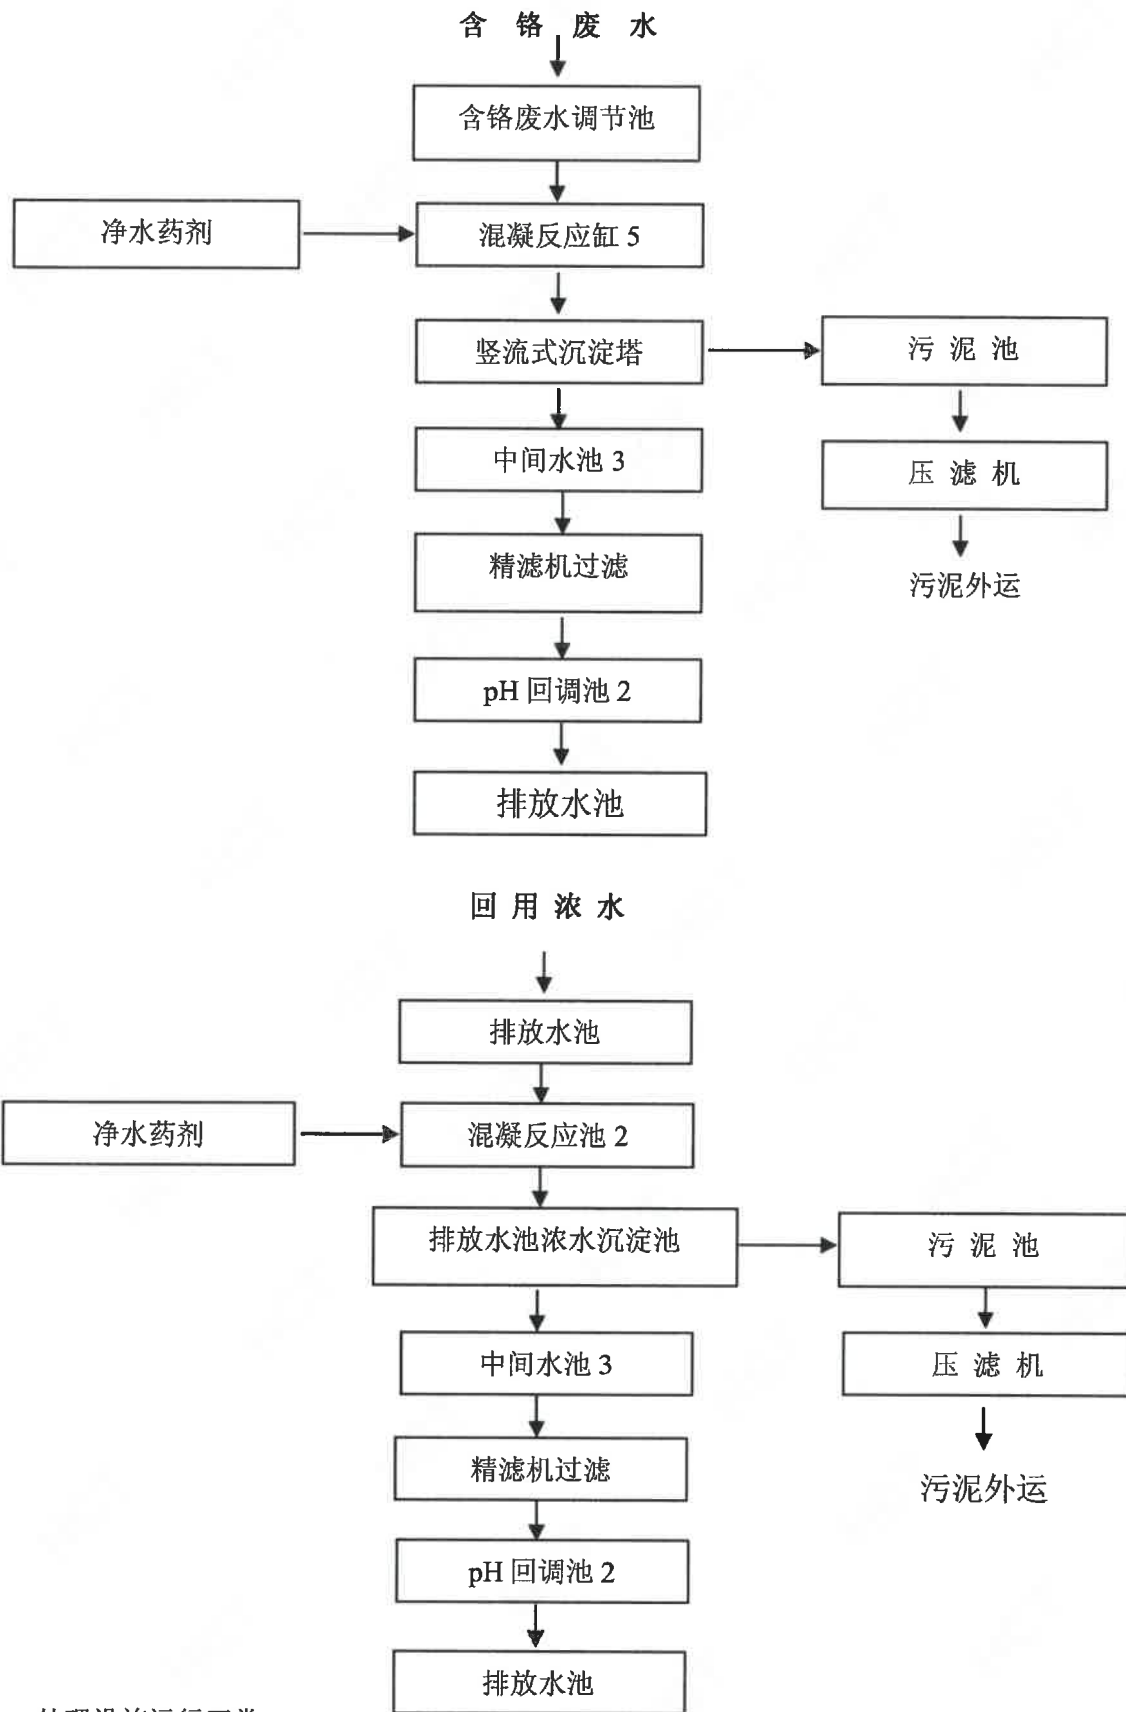 含 铬 废 水
含铬废水调节池
净水药剂
混凝反应缸 5
竖流式沉淀塔
污 泥 池
中间水池 3
压 滤 机
精滤机过滤
污泥外运
pH 回调池 2
排放水池
回 用 浓 水
排放水池
净水药剂
混凝反应池 2
排放水池浓水沉淀池
污 泥 池
中间水池 3
压 滤 机
精滤机过滤
污泥外运
pH 回调池 2
排放水池